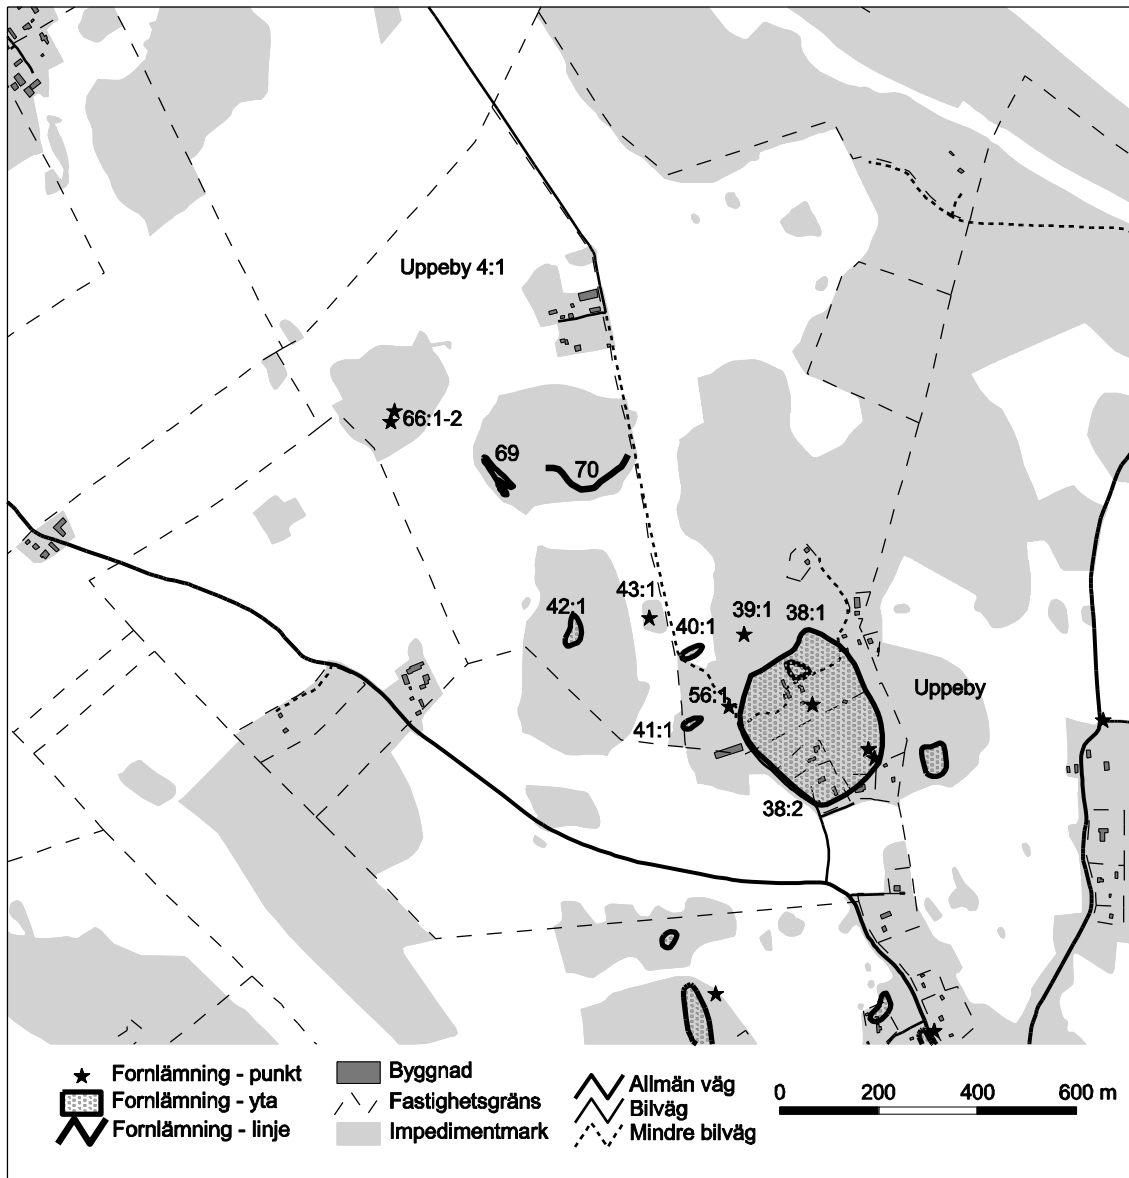 Uppeby 4:1
66:1-2
69
70
43:1
42:1
39:1
38:1
40:1
56:1
Uppeby
41:1
38:2
Fornlämning - punkt
Fornlämning - yta
Fornlämning - linje
Byggnad
Fastighetsgräns
Impedimentmark
Allmän väg
Bilväg
Mindre bilväg
0 200 400 600 m